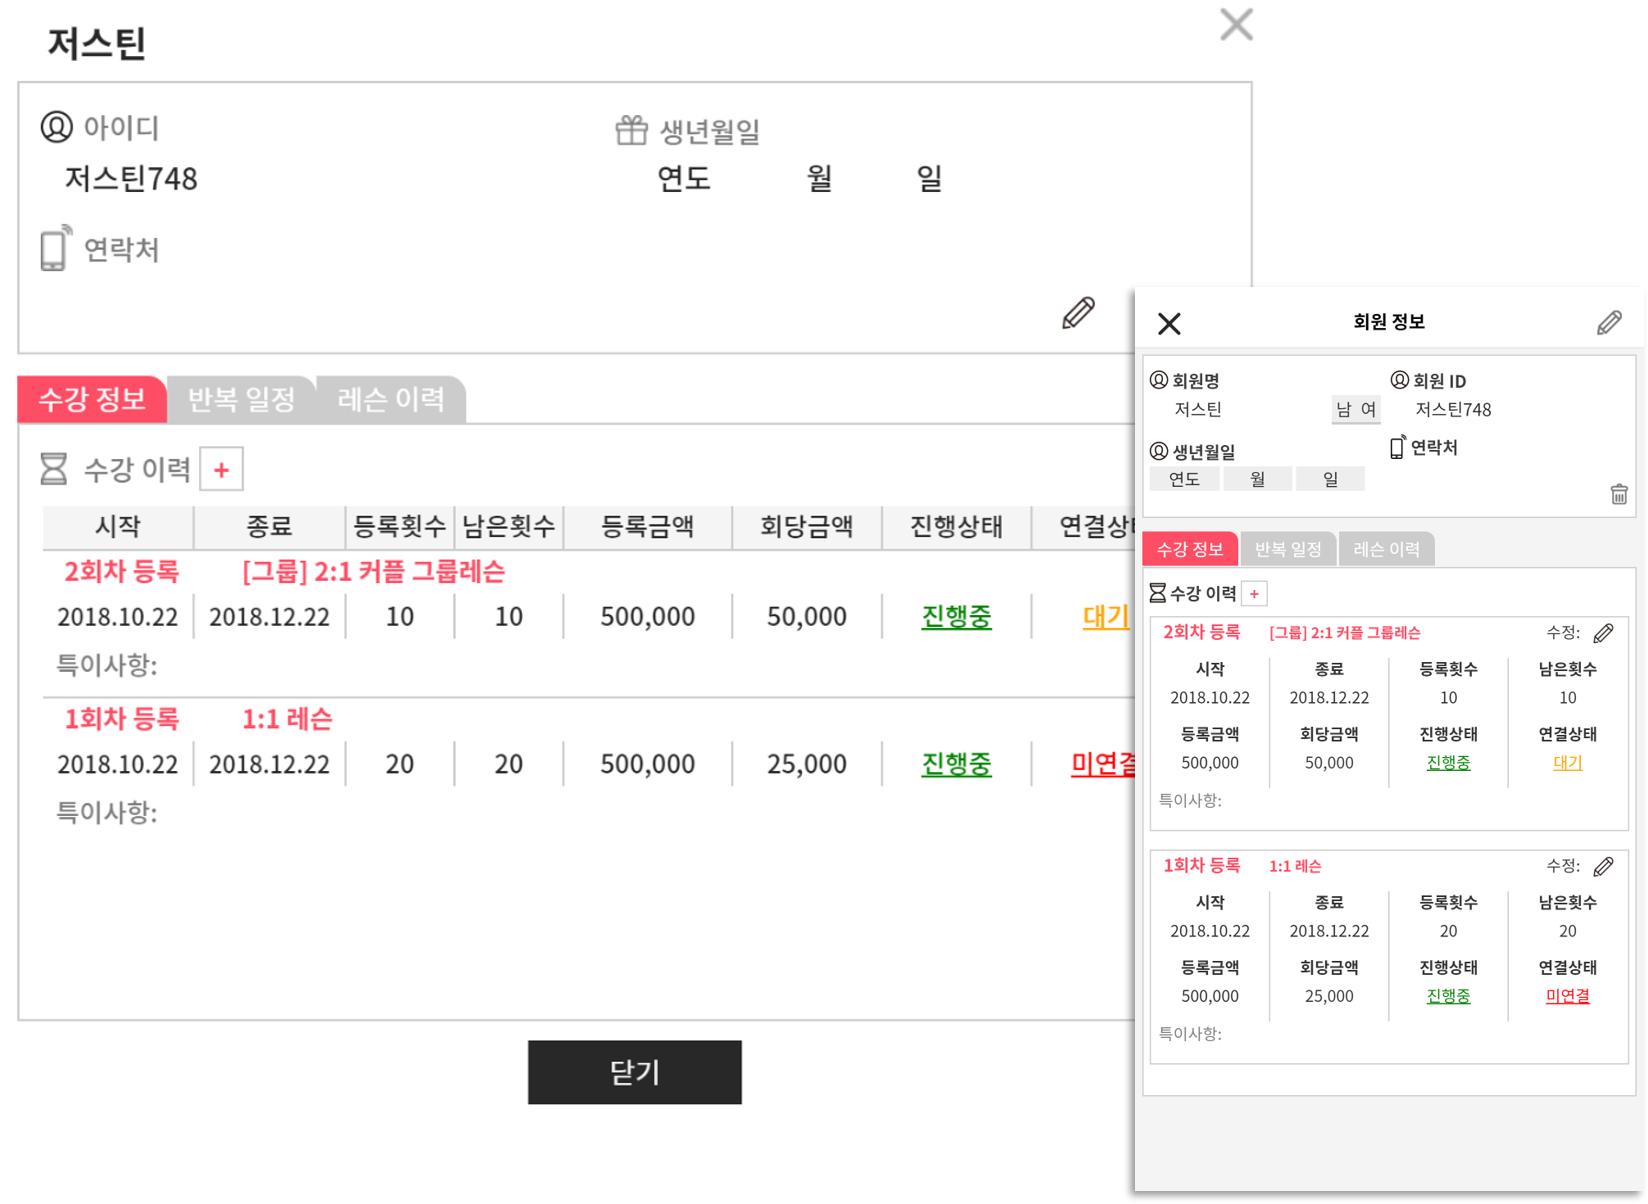 저스틴
아이디
생년월일
저스틴748
연도 월 일
연락처
수강 정보 반복 일정 레슨 이력
수강 이력 +
시작 종료 등록횟수 남은횟수 등록금액 회당금액 진행상태 연결상
2회차 등록 [그룹] 2:1 커플 그룹레슨
2018.10.22 2018.12.22 10 10 500,000 50,000 진행중 대기
특이사항:
1회차 등록 1:1 레슨
2018.10.22 2018.12.22 20 20 500,000 25,000 진행중 미연결
특이사항:
닫기
회원 정보
회원명 회원 ID
저스틴 남 여 저스틴748
생년월일 연락처
연도 월 일
수강 정보 반복 일정 레슨 이력
수강 이력 +
2회차 등록 [그룹] 2:1 커플 그룹레슨 수정:
시작 종료 등록횟수 남은횟수
2018.10.22 2018.12.22 10 10
등록금액 회당금액 진행상태 연결상태
500,000 50,000 진행중 대기
특이사항:
1회차 등록 1:1 레슨 수정:
시작 종료 등록횟수 남은횟수
2018.10.22 2018.12.22 20 20
등록금액 회당금액 진행상태 연결상태
500,000 25,000 진행중 미연결
특이사항: